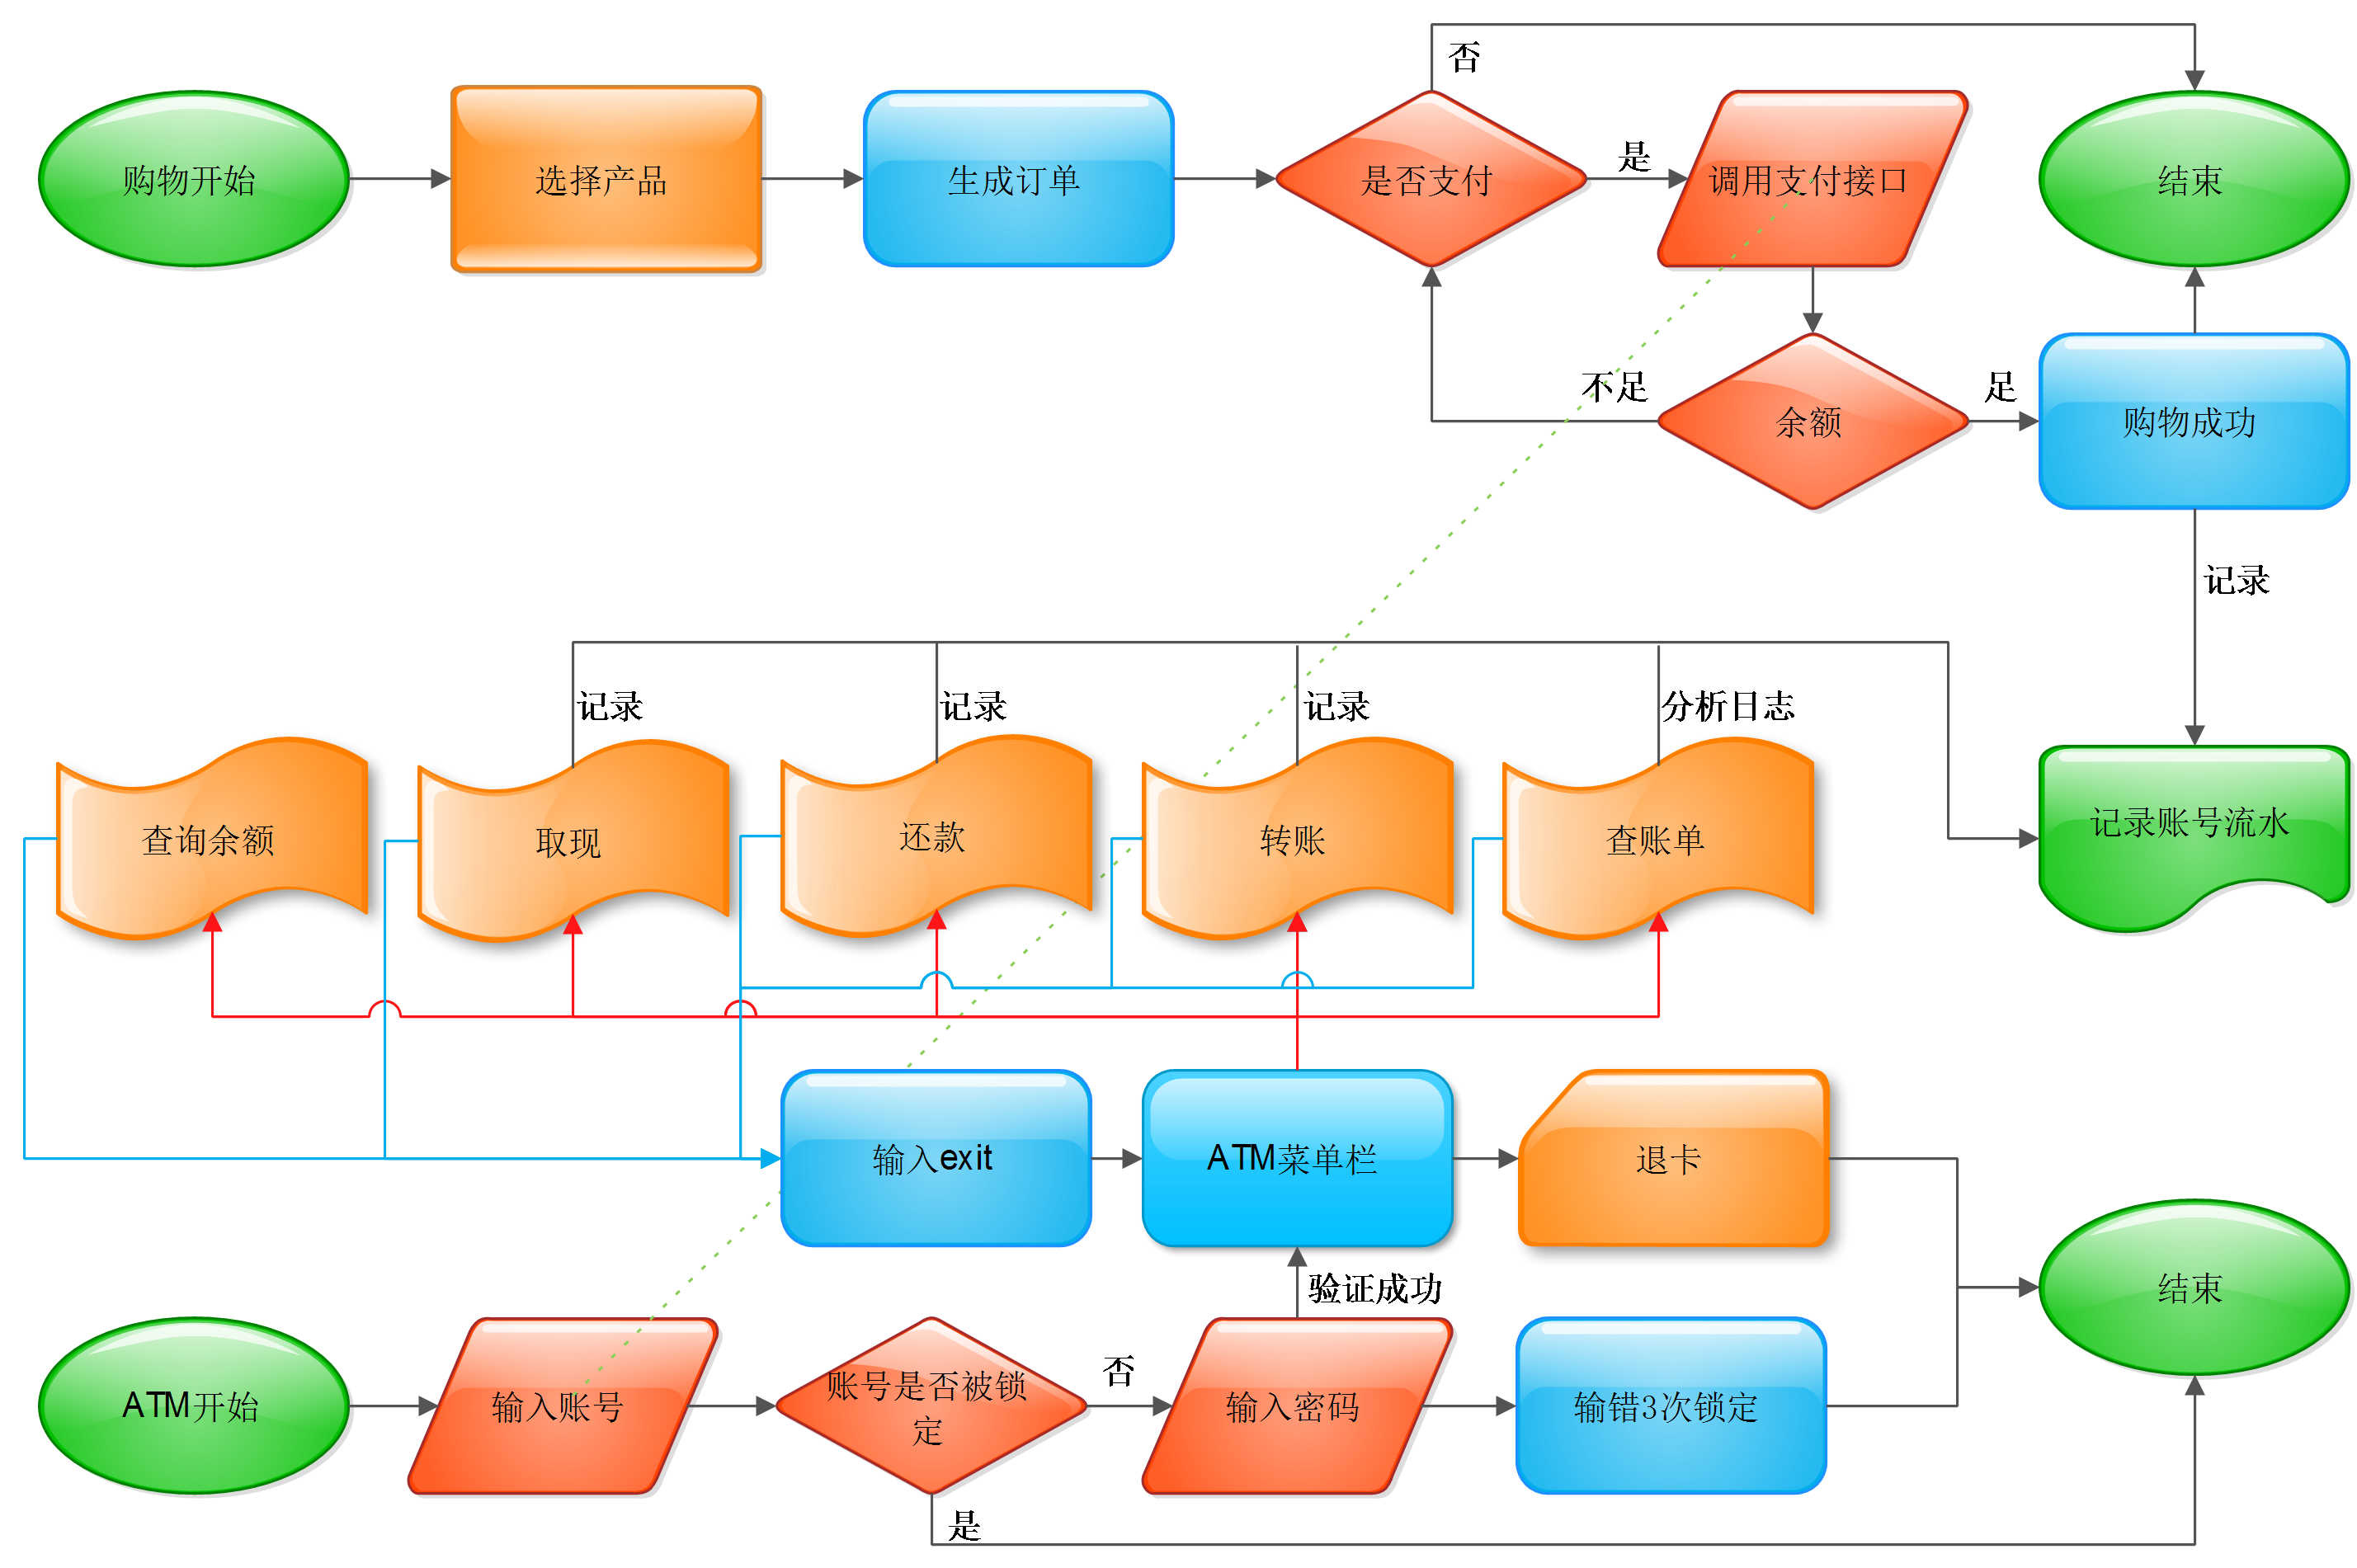 否
购物开始
选择产品
生成订单
是否支付
是
调用支付接口
结束
不足
余额
足
购物成功
记录
记录
记录
记录
分析日志
查询余额
取现
还款
转账
查账单
记录账号流水
输入exit
ATM菜单栏
退卡
验证成功
结束
ATM开始
输入账号
账号是否被锁
定
否
输入密码
输错3次锁定
是